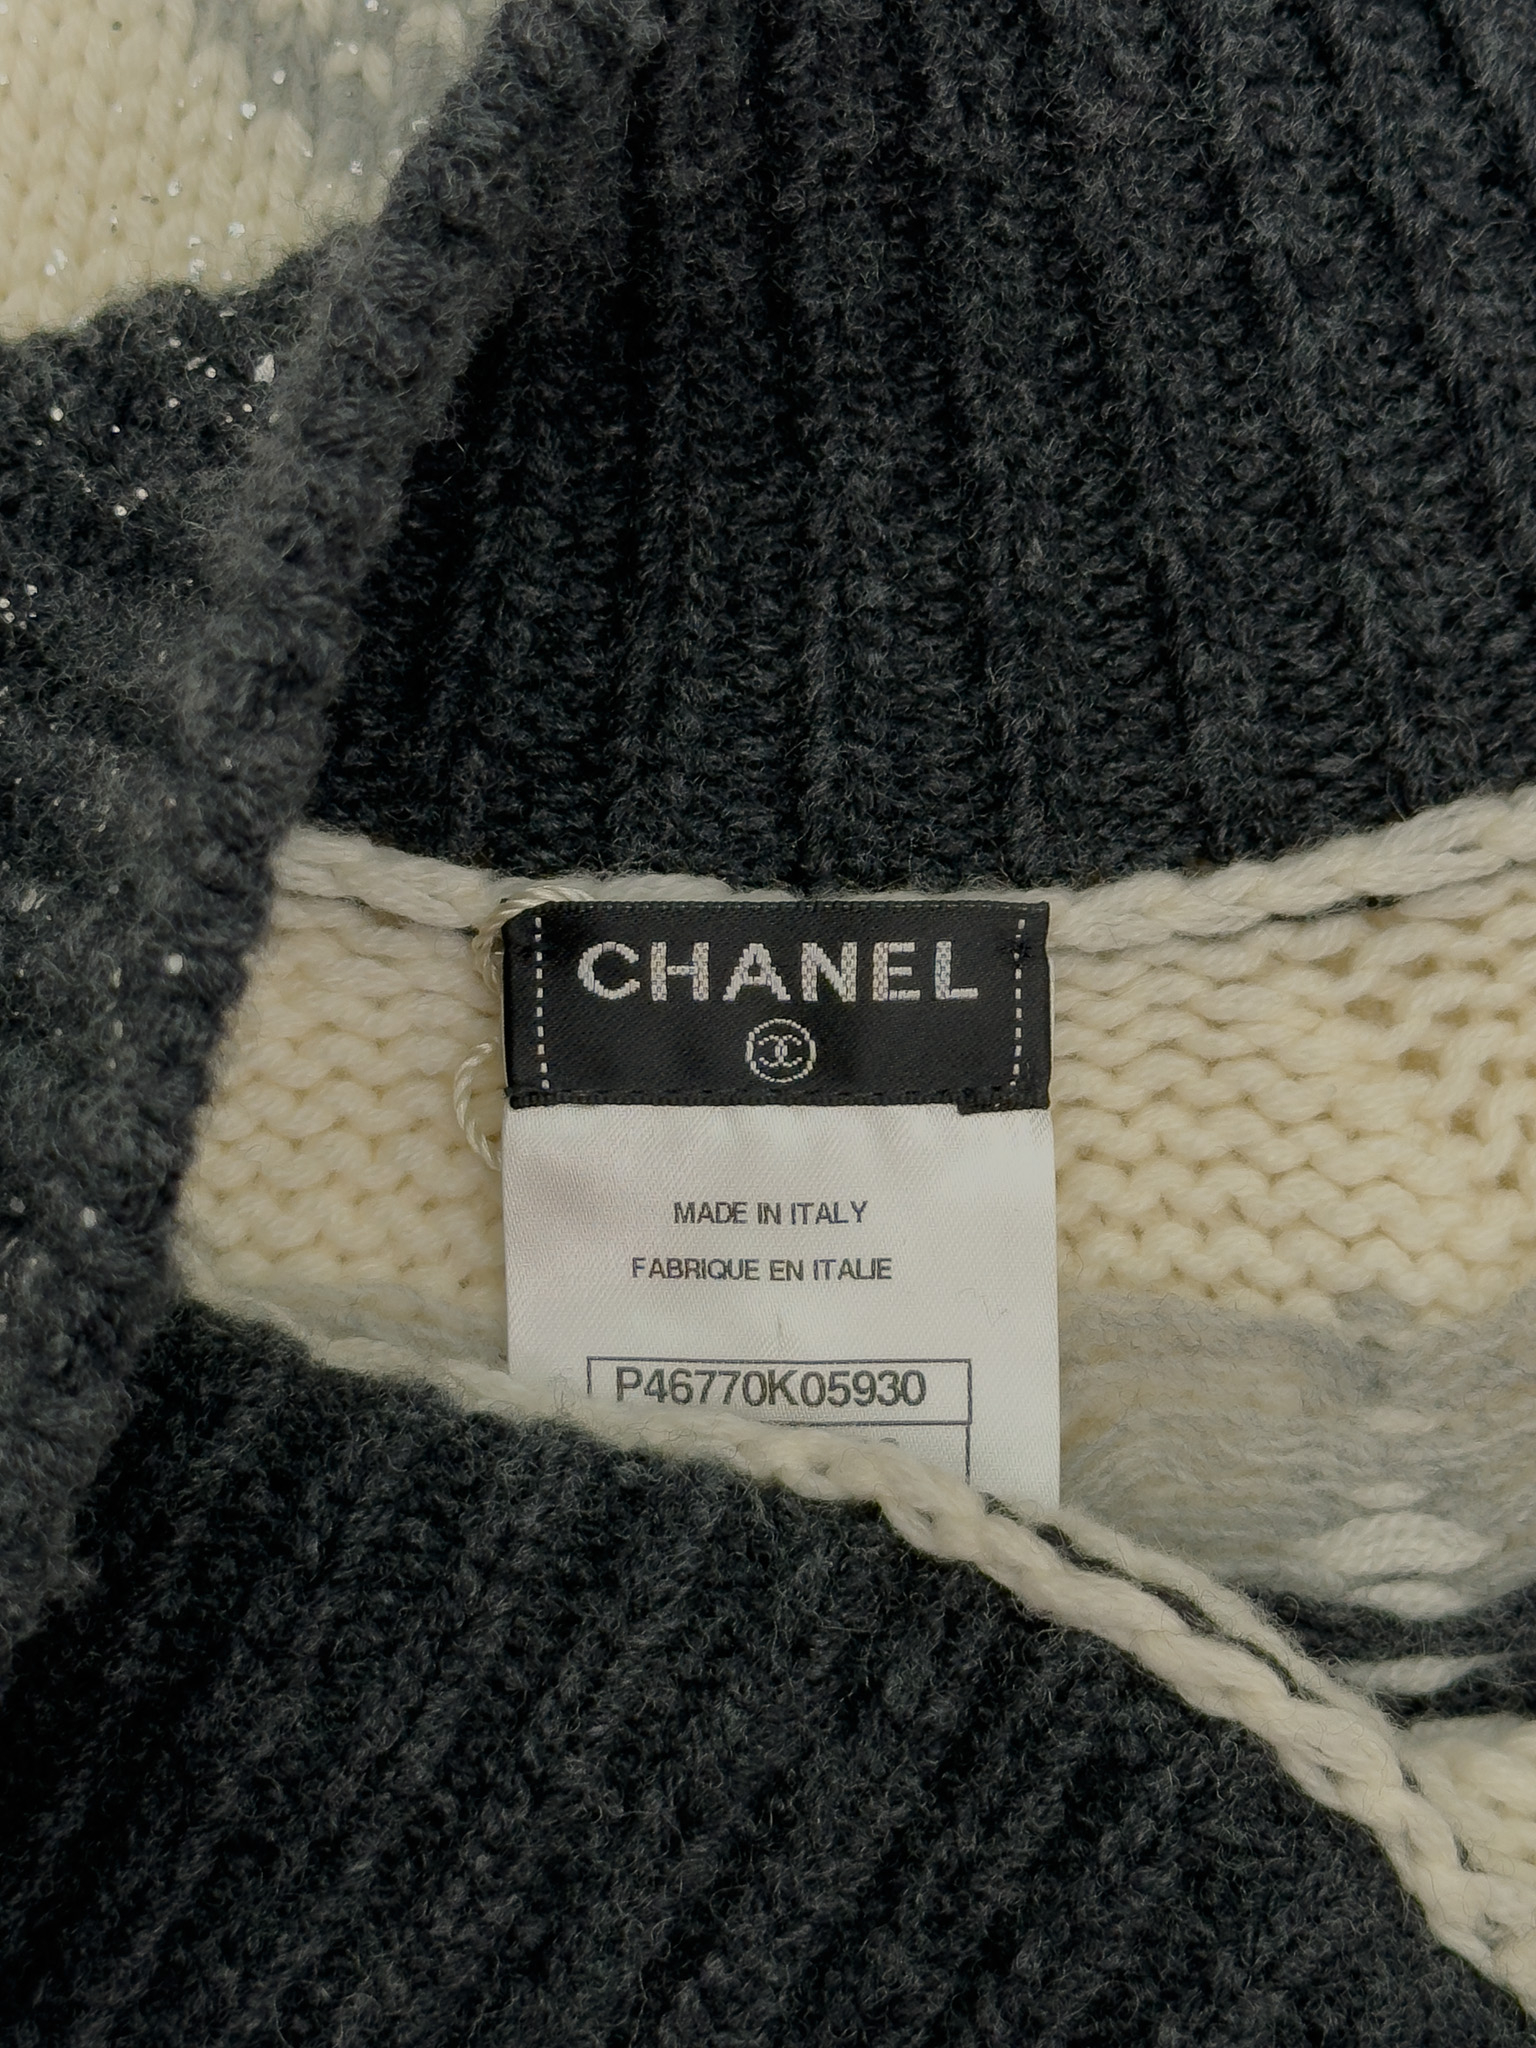 CHANEL
MADE IN ITALY
FABRIQUE EN ITALIE
P46770K05930